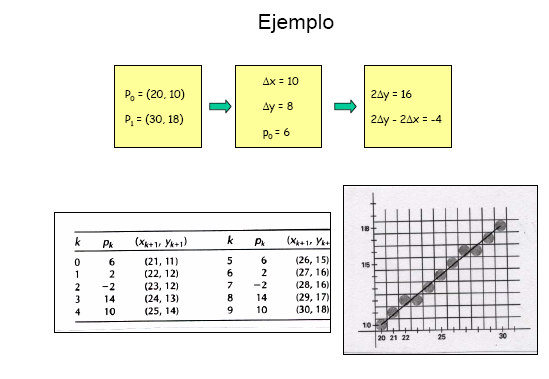 Ejemplo
P0 = (20, 10)
P1 = (30, 18)
Δx = 10
Δy = 8
p0 = 6
2Δy = 16
2Δy - 2Δx = -4
k pk (xk+1, yk+1) k pk (xk+1, yk+
0 6 (21, 11) 5 6 (26, 15)
1 2 (22, 12) 6 2 (27, 16)
2 −2 (23, 12) 7 −2 (28, 16)
3 14 (24, 13) 8 14 (29, 17)
4 10 (25, 14) 9 10 (30, 18)
18
15
10
20 21 22 25 30